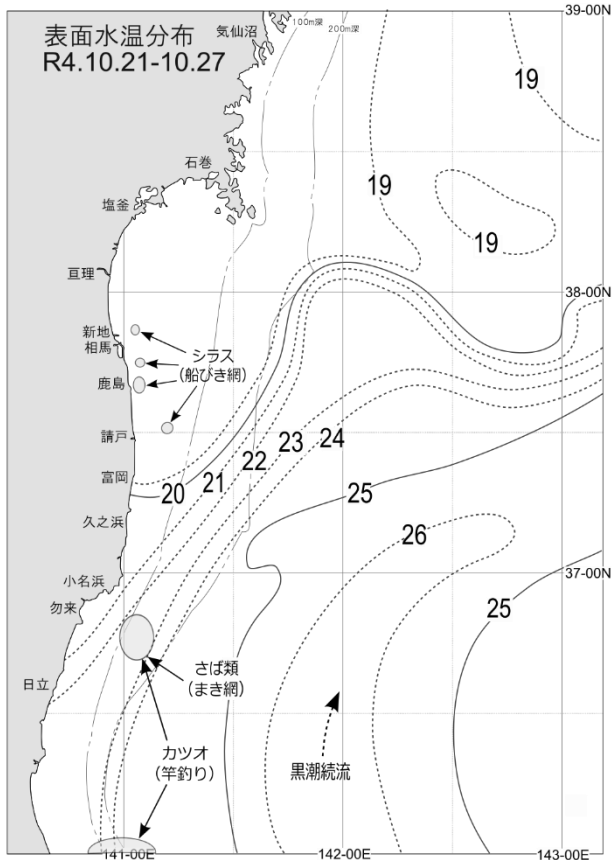 表面水温分布
R4.10.21-10.27
気仙沼
100m深
200m深
39-00N
19
19
石巻
塩釜
19
亘理
38-00N
新地
相馬
シラス
(船びき網)
鹿島
請戸
24
23
22
富岡
21
20
25
久之浜
26
小名浜
37-00N
勿来
25
さば類
(まき網)
日立
カツオ
(竿釣り)
黒潮続流
141-00E
142-00E
143-00E